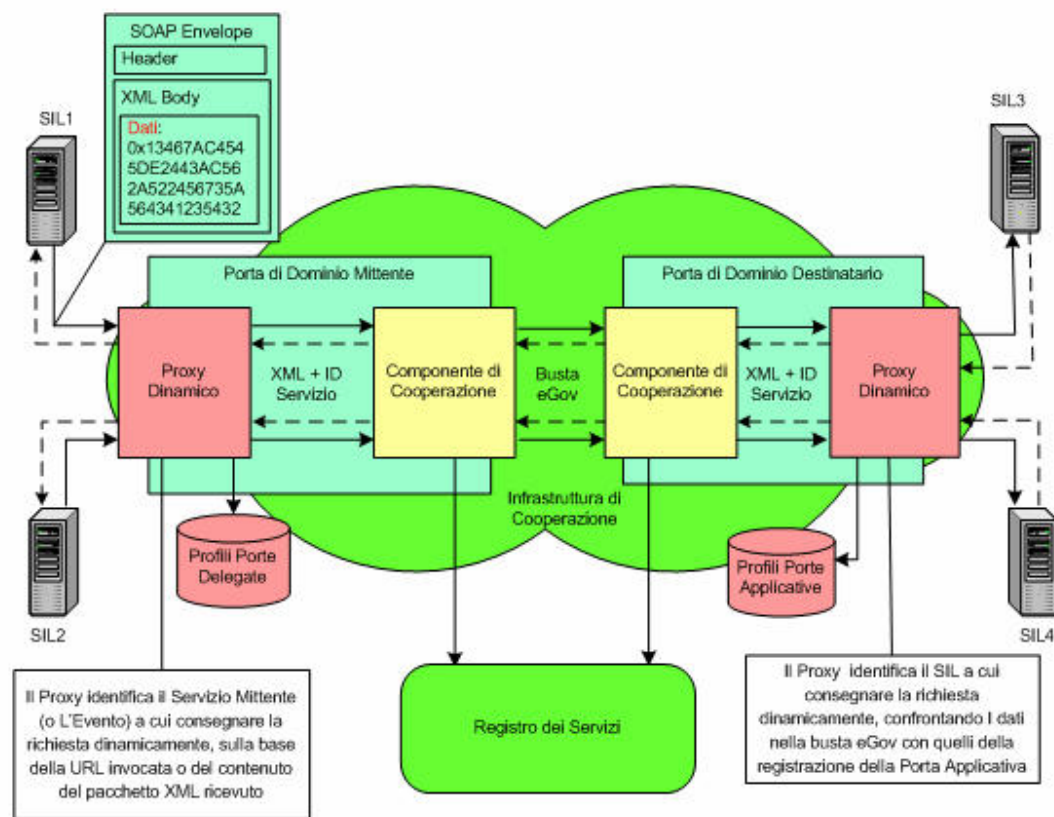 SOAP Envelope
Header
XML Body
Dati:
0x13467AC454
5DE2443AC56
2A522456735A
564341235432
SIL1
SIL3
Porta di Dominio Mittente
Porta di Dominio Destinatario
Proxy
Dinamico
XML + ID
Servizio
Componente di
Cooperazione
Busta
eGov
Componente di
Cooperazione
XML + ID
Servizio
Proxy
Dinamico
Infrastruttura di
Cooperazione
Profili Porte
Delegate
Profili Porte
Applicative
SIL2
SIL4
Il Proxy identifica il Servizio Mittente
(o L'Evento) a cui consegnare la
richiesta dinamicamente, sulla base
della URL invocata o del contenuto
del pacchetto XML ricevuto
Registro dei Servizi
Il Proxy identifica il SIL a cui
consegnare la richiesta
dinamicamente, confrontando I dati
nella busta eGov con quelli della
registrazione della Porta Applicativa